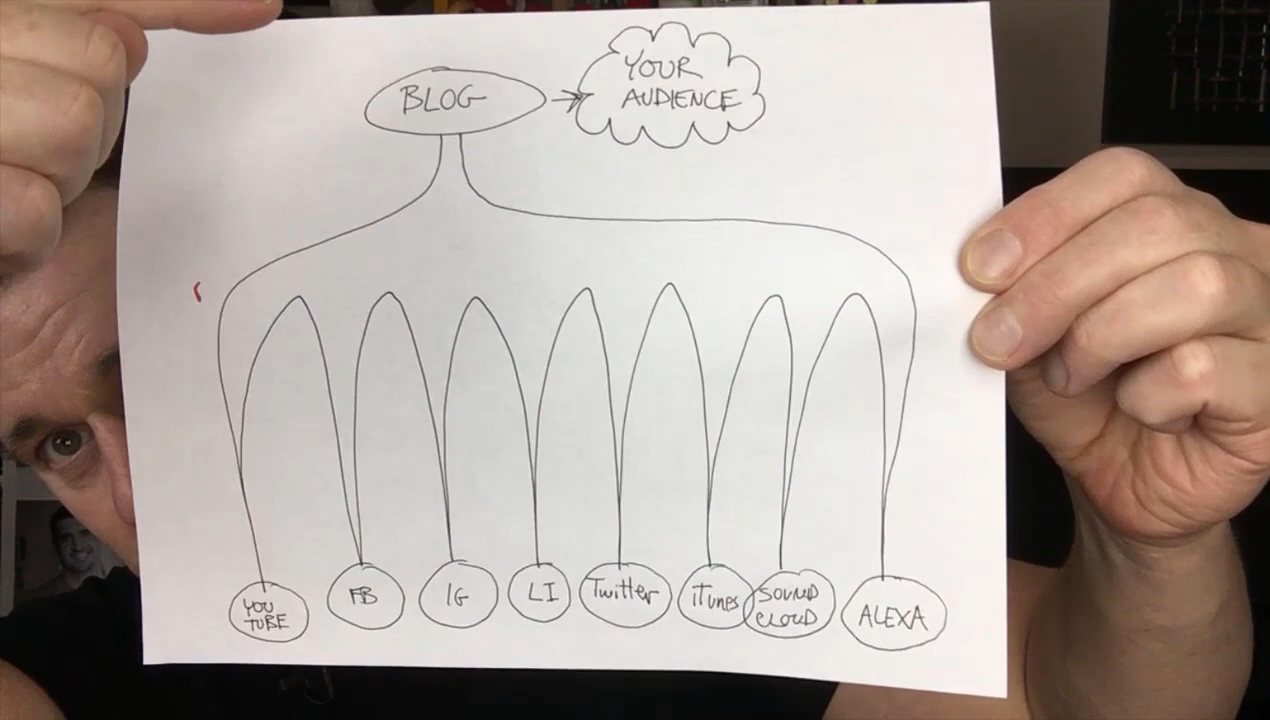 BLOG
YOUR
AUDIENCE
YOU
TUBE
FB
IG
LI
Twitter
iTunes
SOUND
CLOUD
ALEXA